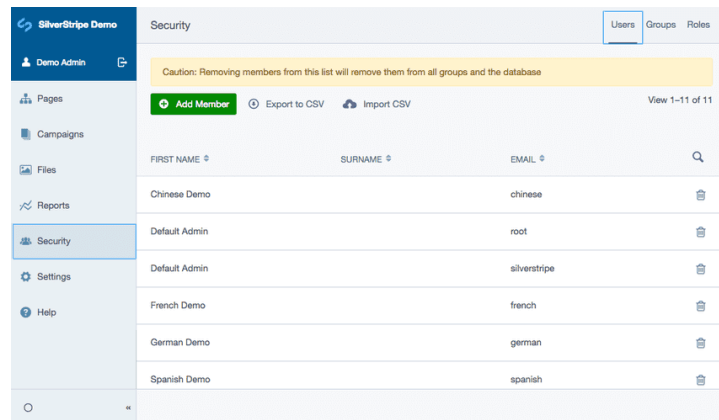 SilverStripe Demo
Security
Users Groups Roles
Demo Admin
Caution: Removing members from this list will remove them from all groups and the database
Pages
Add Member Export to CSV Import CSV View 1–11 of 11
Campaigns
FIRST NAME SURNAME EMAIL
Files
Chinese Demo chinese
Reports
Default Admin root
Security
Default Admin silverstripe
Settings
French Demo french
Help
German Demo german
Spanish Demo spanish
«